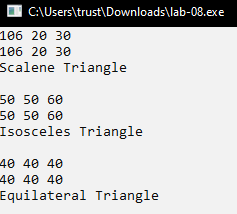 C:\Users\trust\Downloads\lab-08.exe
106 20 30
106 20 30
Scalene Triangle
50 50 60
50 50 60
Isosceles Triangle
40 40 40
40 40 40
Equilateral Triangle